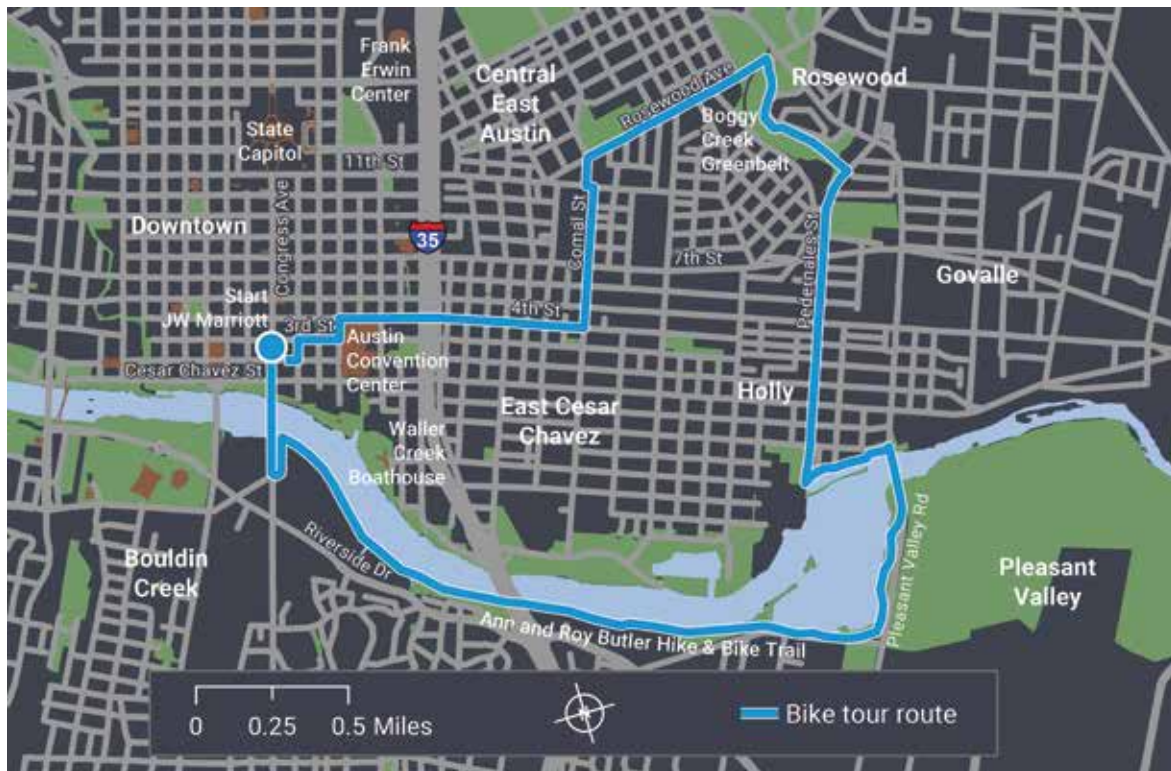 Frank
Erwin
Center
Central
East
Austin
Rosewood Ave
Rosewood
State
Capitol
11th St
Boggy
Creek
Greenbelt
Downtown
Congress Ave
35
Comal St
7th St
Pedernales St
Govalle
Start
JW Marriott
3rd St
4th St
Cesar Chavez St
Austin
Convention
Center
East Cesar
Chavez
Holly
Waller
Creek
Boathouse
Riverside Dr
Bouldin
Creek
Pleasant Valley Rd
Pleasant
Valley
Ann and Roy Butler Hike & Bike Trail
0 0.25 0.5 Miles
Bike tour route